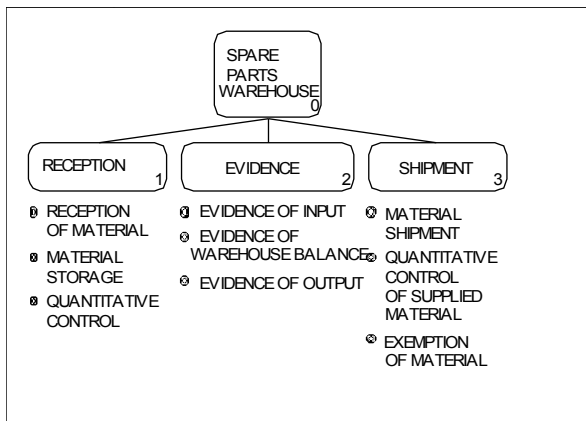 SPARE
PARTS
WAREHOUSE
0
RECEPTION
1
EVIDENCE
2
SHIPMENT
3
RECEPTION
OF MATERIAL
MATERIAL
STORAGE
QUANTITATIVE
CONTROL
EVIDENCE OF INPUT
EVIDENCE OF
WAREHOUSE BALANCE
EVIDENCE OF OUTPUT
MATERIAL
SHIPMENT
QUANTITATIVE
CONTROL
OF SUPPLIED
MATERIAL
EXEMPTION
OF MATERIAL